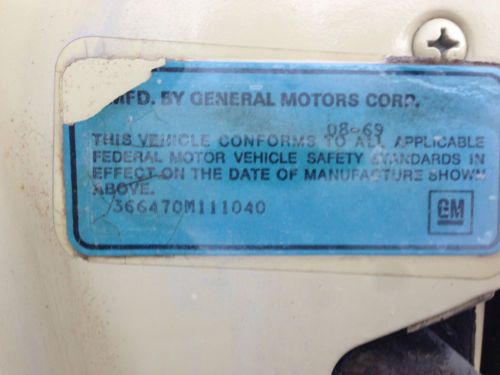 MFD. BY GENERAL MOTORS CORP.
08-69
THIS VEHICLE CONFORMS TO ALL APPLICABLE
FEDERAL MOTOR VEHICLE SAFETY STANDARDS IN
EFFECT ON THE DATE OF MANUFACTURE SHOWN
ABOVE.
366470M111040
GM